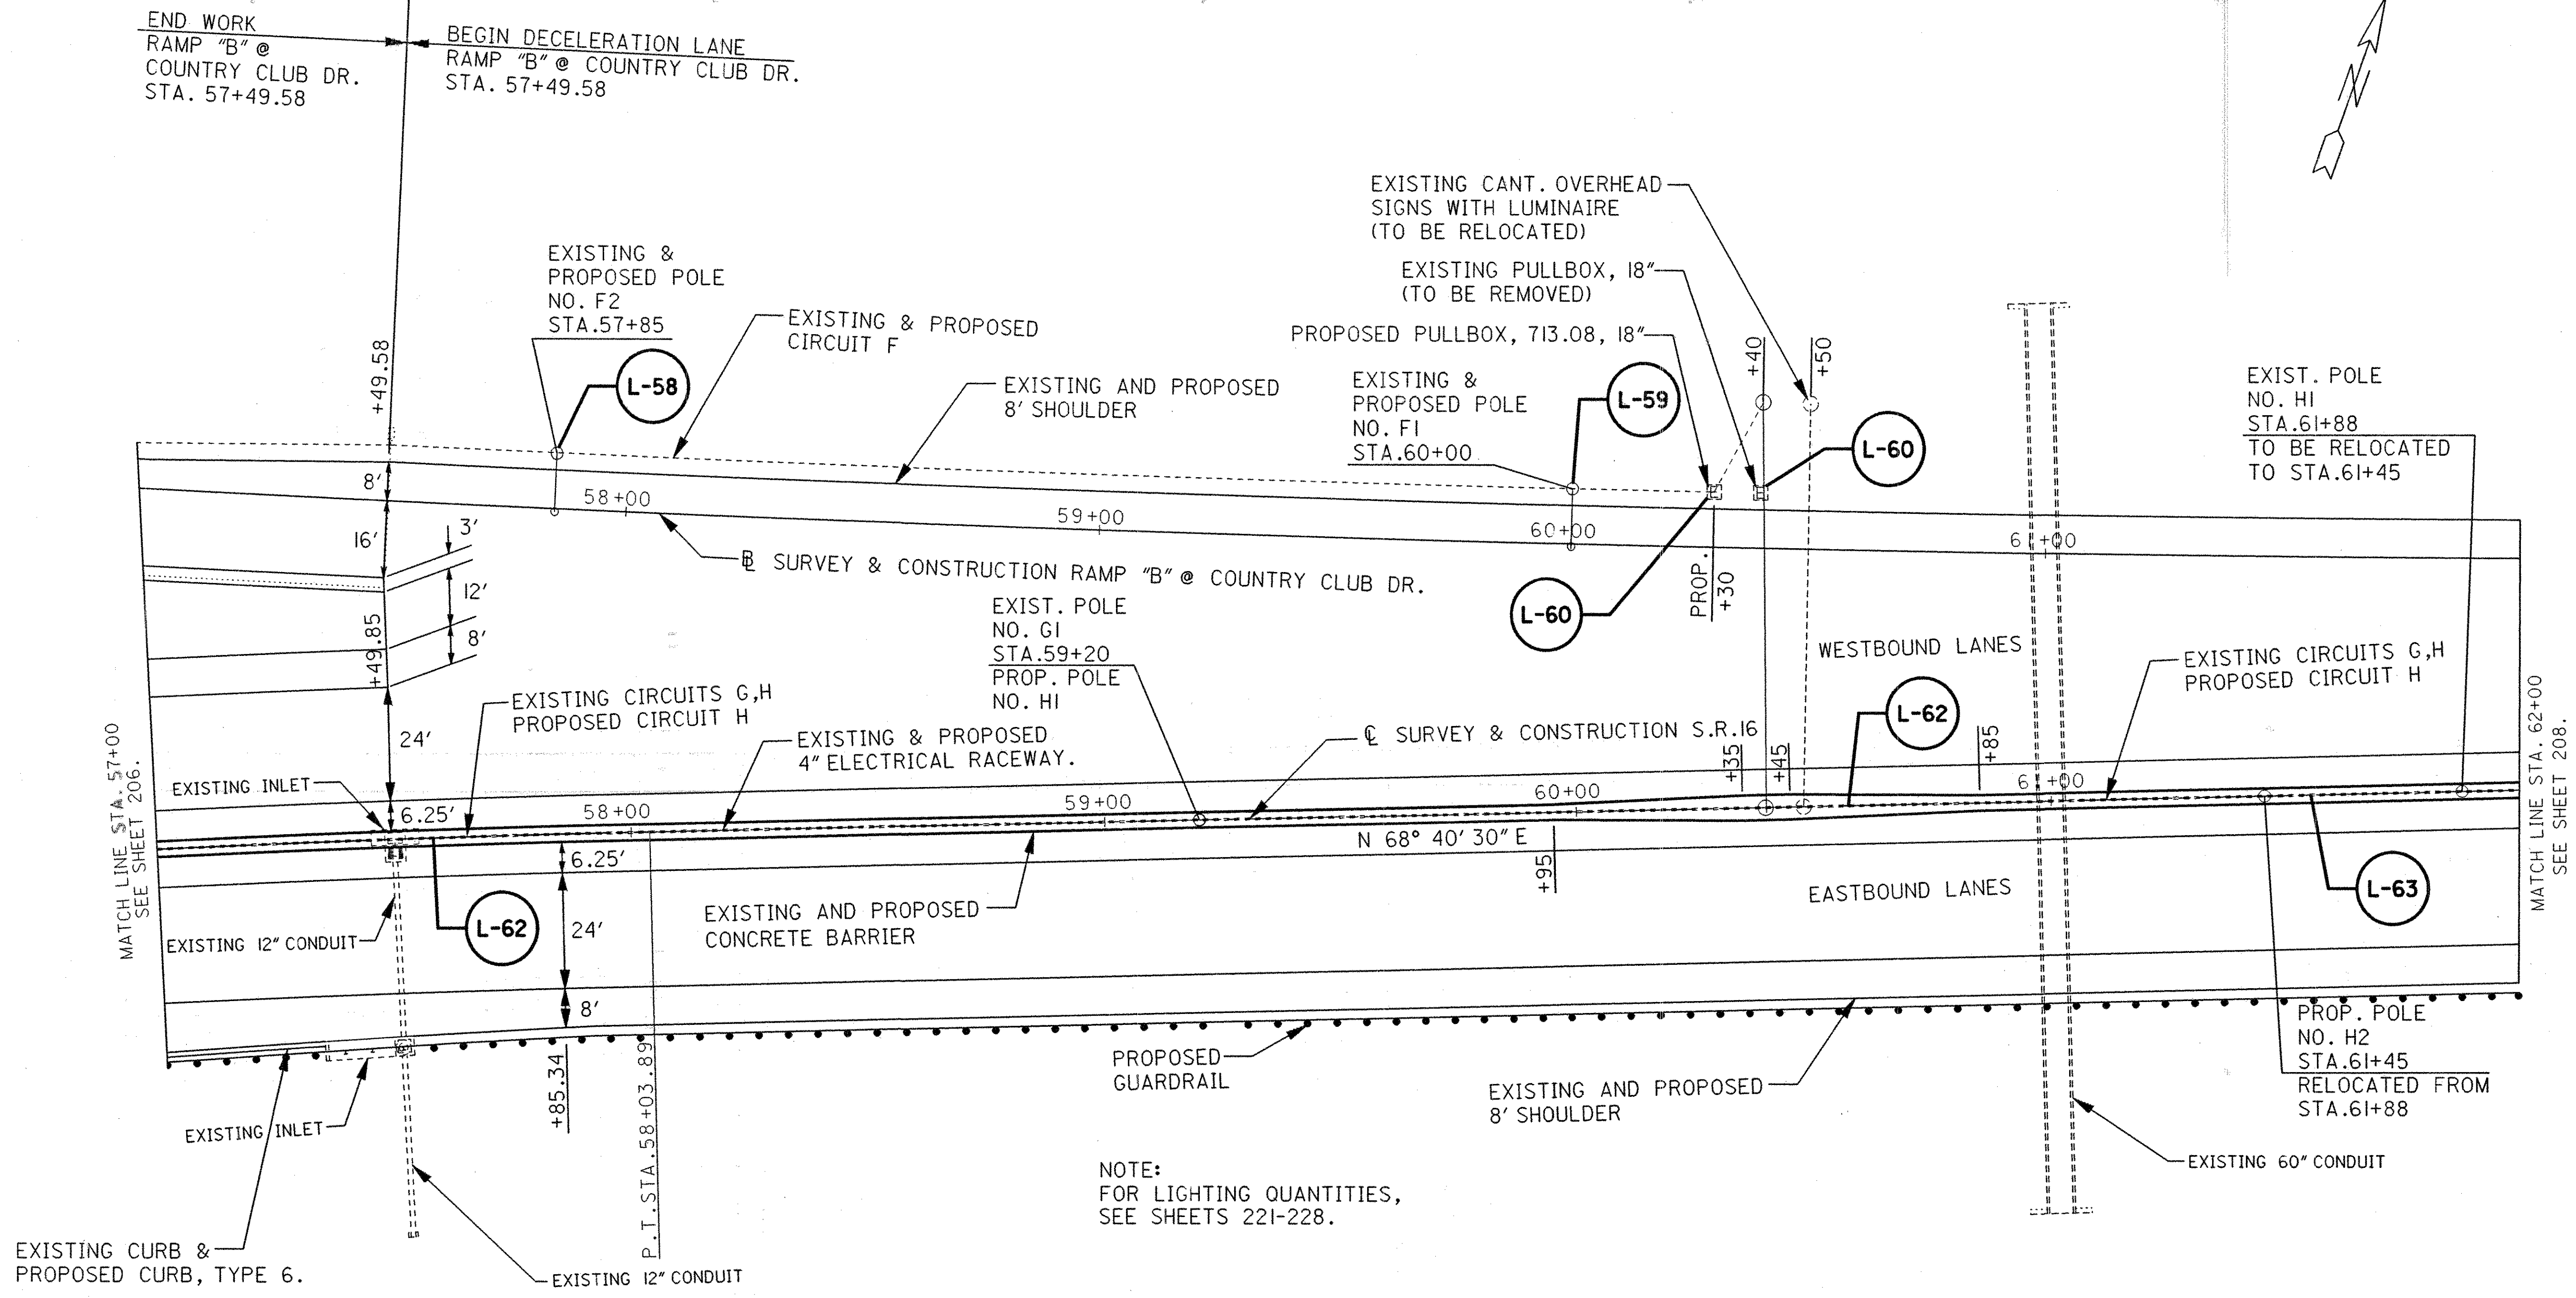 END WORK
RAMP "B" @
COUNTRY CLUB DR.
STA. 57+49.58
BEGIN DECELERATION LANE
RAMP "B" @ COUNTRY CLUB DR.
STA. 57+49.58
N
EXISTING CANT. OVERHEAD
SIGNS WITH LUMINAIRE
(TO BE RELOCATED)
EXISTING PULLBOX, 18"
(TO BE REMOVED)
PROPOSED PULLBOX, 713.08, 18"
EXISTING &
PROPOSED POLE
NO. F2
STA.57+85
L-58
EXISTING & PROPOSED
CIRCUIT F
EXISTING AND PROPOSED
8' SHOULDER
EXISTING &
PROPOSED POLE
NO. F1
STA.60+00
L-59
+40
+50
L-60
EXIST. POLE
NO. H1
STA.61+88
TO BE RELOCATED
TO STA.61+45
+49.58
8'
16'
3'
12'
8'
+49.85
24'
6.25'
58+00
59+00
60+00
61+00
℄ SURVEY & CONSTRUCTION RAMP "B" @ COUNTRY CLUB DR.
PROP.
+30
L-60
EXIST. POLE
NO. G1
STA.59+20
PROP. POLE
NO. H1
WESTBOUND LANES
EXISTING CIRCUITS G,H
PROPOSED CIRCUIT H
L-62
EXISTING CIRCUITS G,H
PROPOSED CIRCUIT H
EXISTING & PROPOSED
4" ELECTRICAL RACEWAY.
℄ SURVEY & CONSTRUCTION S.R.16
+35
+45
+85
MATCH LINE STA. 57+00
SEE SHEET 206.
MATCH LINE STA. 62+00
SEE SHEET 208.
EXISTING INLET
58+00
59+00
60+00
61+00
N 68° 40' 30" E
+95
6.25'
24'
8'
EXISTING 12" CONDUIT
L-62
EXISTING AND PROPOSED
CONCRETE BARRIER
EASTBOUND LANES
L-63
+85.34
P.T.STA.58+03.89
PROPOSED
GUARDRAIL
EXISTING AND PROPOSED
8' SHOULDER
PROP. POLE
NO. H2
STA.61+45
RELOCATED FROM
STA.61+88
EXISTING INLET
EXISTING 60" CONDUIT
NOTE:
FOR LIGHTING QUANTITIES,
SEE SHEETS 221-228.
EXISTING CURB &
PROPOSED CURB, TYPE 6.
EXISTING 12" CONDUIT